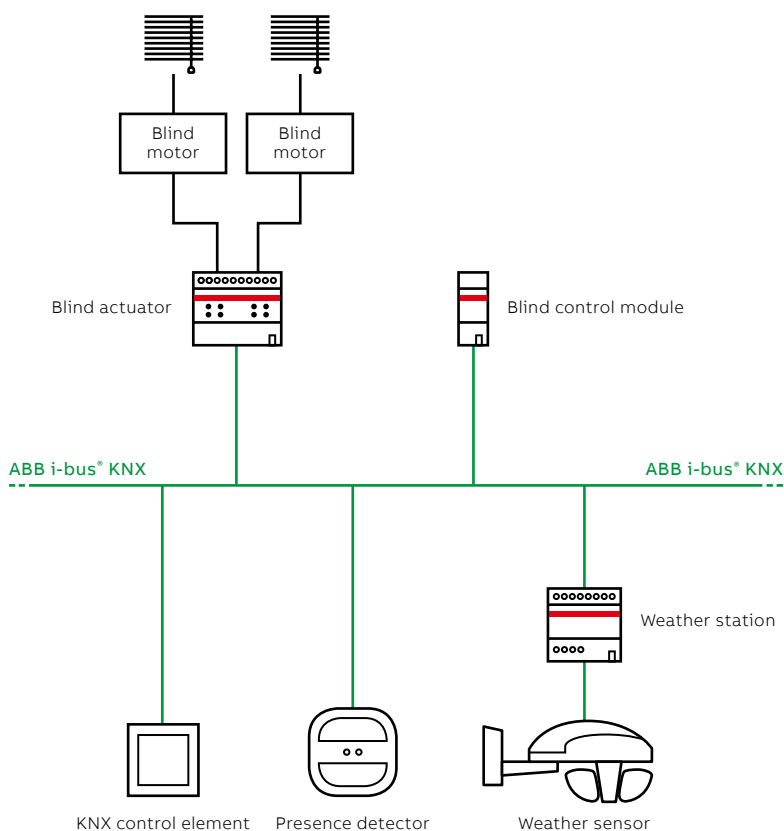 Blind
motor
Blind
motor
Blind actuator
Blind control module
ABB i-bus® KNX
ABB i-bus® KNX
Weather station
KNX control element
Presence detector
Weather sensor